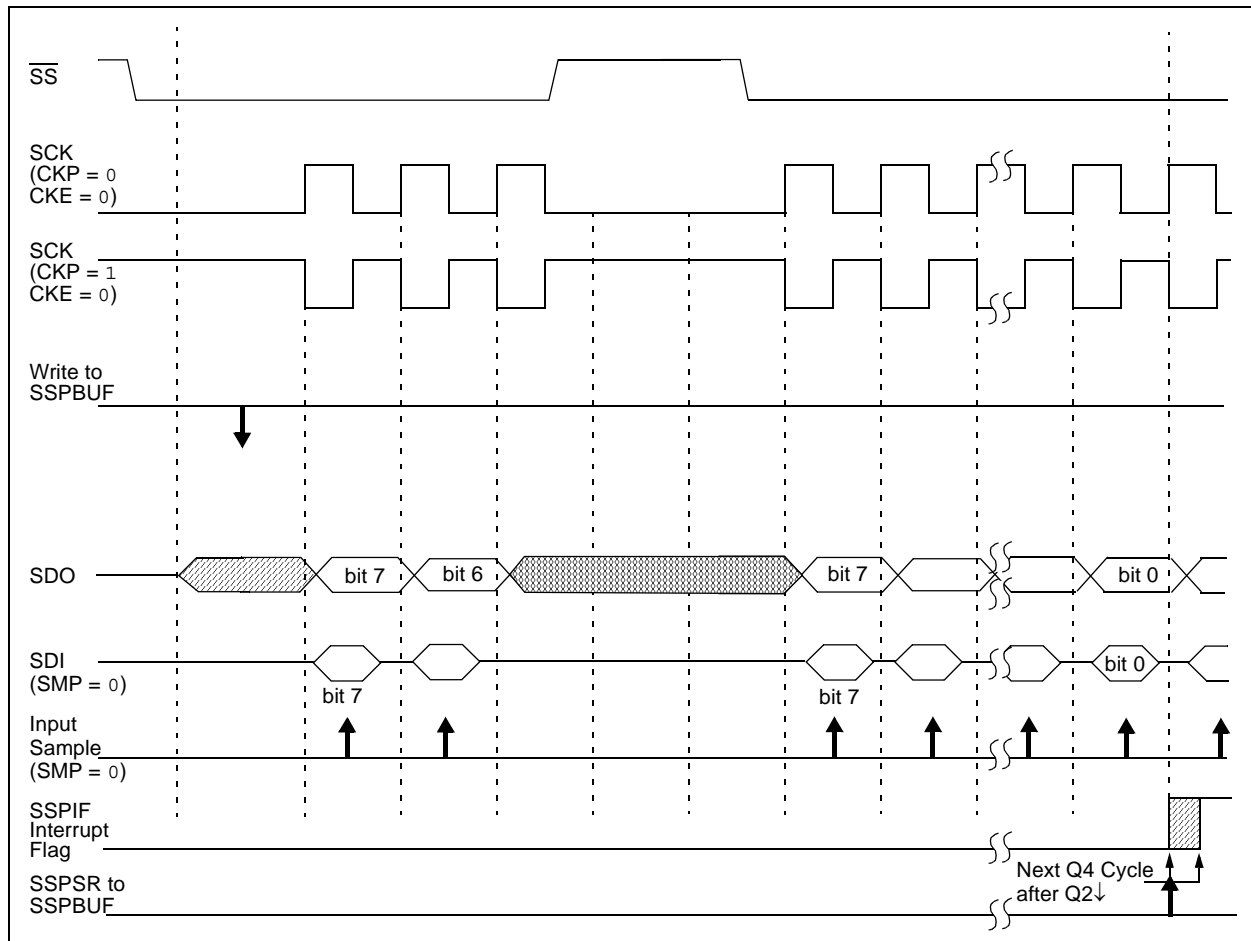 SS
SCK
(CKP = 0
CKE = 0)
SCK
(CKP = 1
CKE = 0)
Write to
SSPBUF
SDO
bit 7
bit 6
bit 7
bit 0
SDI
(SMP = 0)
bit 7
bit 7
bit 0
Input
Sample
(SMP = 0)
SSPIF
Interrupt
Flag
SSPSR to
SSPBUF
Next Q4 Cycle
after Q2↓